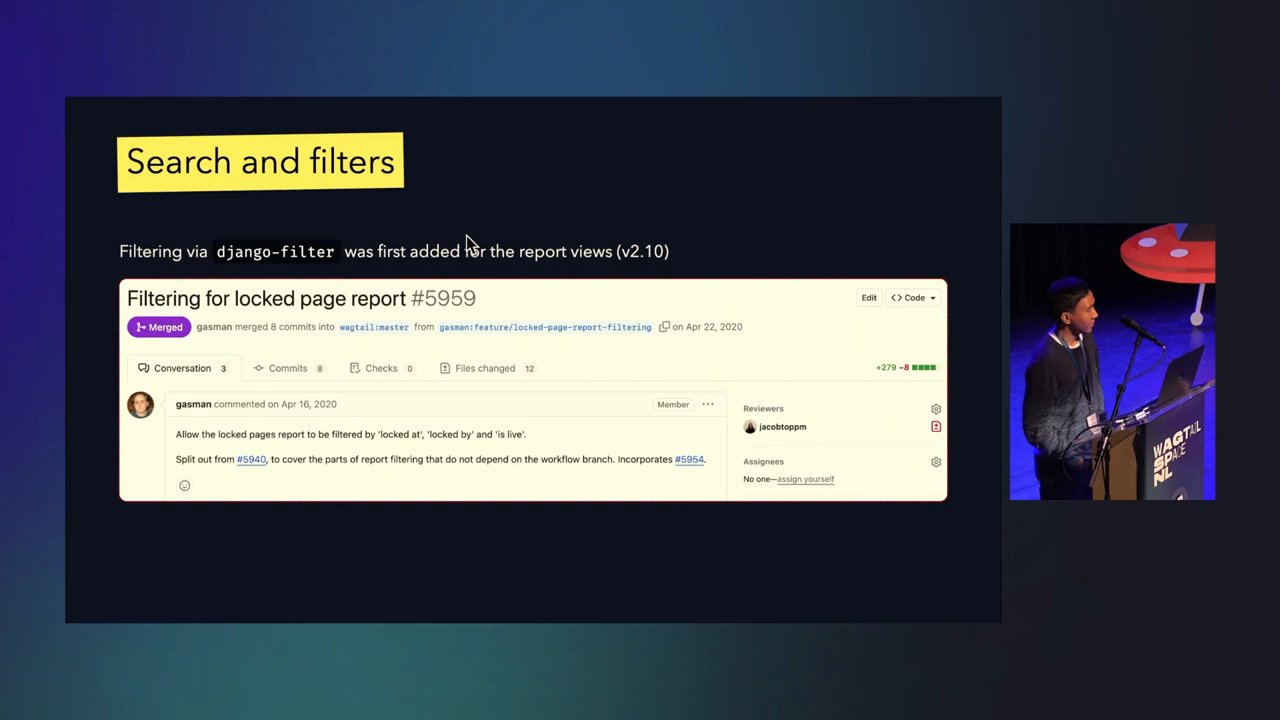 Search and filters
Filtering via django-filter was first added for the report views (v2.10)
Filtering for locked page report #5959
Edit
Code
Merged
gasman merged 8 commits into wagtail:master from gasman:feature/locked-page-report-filtering on Apr 22, 2020
Conversation 3
Commits 8
Checks 0
Files changed 12
+279 −8
gasman commented on Apr 16, 2020
Member
Allow the locked pages report to be filtered by 'locked at', 'locked by' and 'is live'.
Split out from #5940, to cover the parts of report filtering that do not depend on the workflow branch. Incorporates #5954.
Reviewers
jacobtoppm
Assignees
No one—assign yourself
WAGTAIL
SPACE
NL